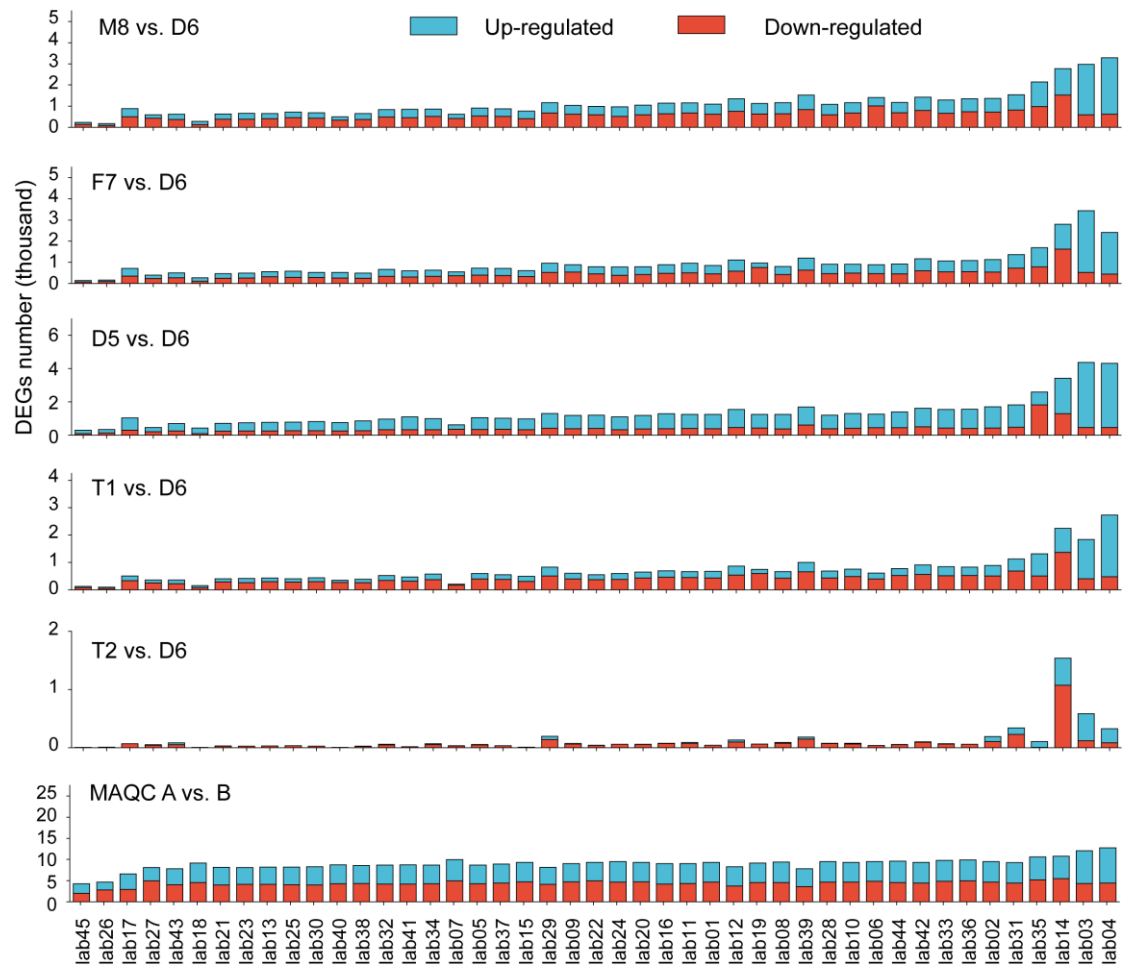 M8 vs. D6
Up-regulated
Down-regulated
5
4
3
2
1
0
F7 vs. D6
5
4
3
2
1
0
D5 vs. D6
6
4
2
0
T1 vs. D6
4
3
2
1
0
T2 vs. D6
2
1
0
MAQC A vs. B
25
20
15
10
5
0
DEGs number (thousand)
lab45
lab26
lab17
lab27
lab43
lab18
lab21
lab23
lab13
lab25
lab30
lab40
lab38
lab32
lab41
lab34
lab07
lab05
lab37
lab15
lab29
lab09
lab22
lab24
lab20
lab16
lab11
lab01
lab12
lab19
lab08
lab39
lab28
lab10
lab06
lab44
lab42
lab33
lab36
lab02
lab31
lab35
lab14
lab03
lab04